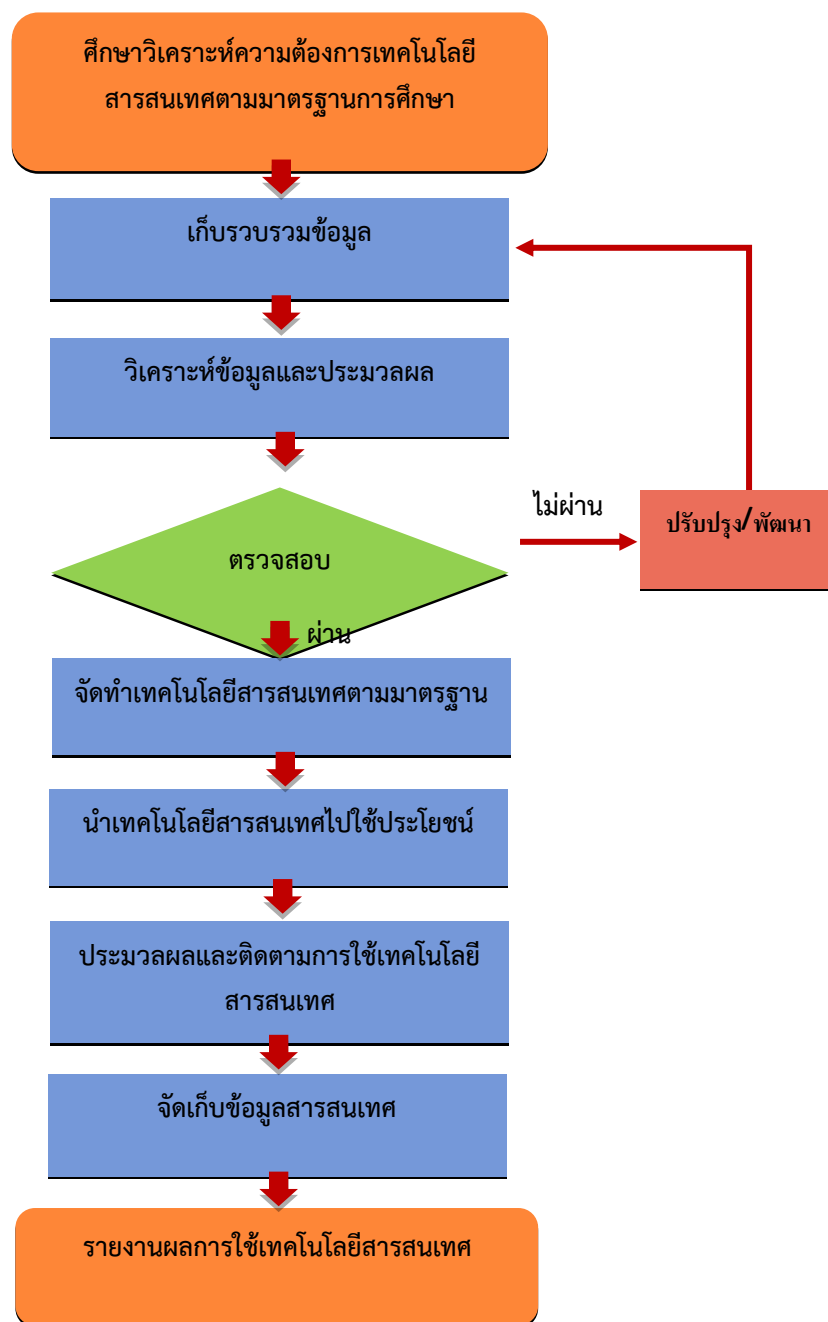 ศึกษาวิเคราะห์ความต้องการเทคโนโลยี
สารสนเทศตามมาตรฐานการศึกษา
เก็บรวบรวมข้อมูล
วิเคราะห์ข้อมูลและประมวลผล
ไม่ผ่าน
ปรับปรุง/พัฒนา
ตรวจสอบ
ผ่าน
จัดทำเทคโนโลยีสารสนเทศตามมาตรฐาน
นำเทคโนโลยีสารสนเทศไปใช้ประโยชน์
ประมวลผลและติดตามการใช้เทคโนโลยี
สารสนเทศ
จัดเก็บข้อมูลสารสนเทศ
รายงานผลการใช้เทคโนโลยีสารสนเทศ